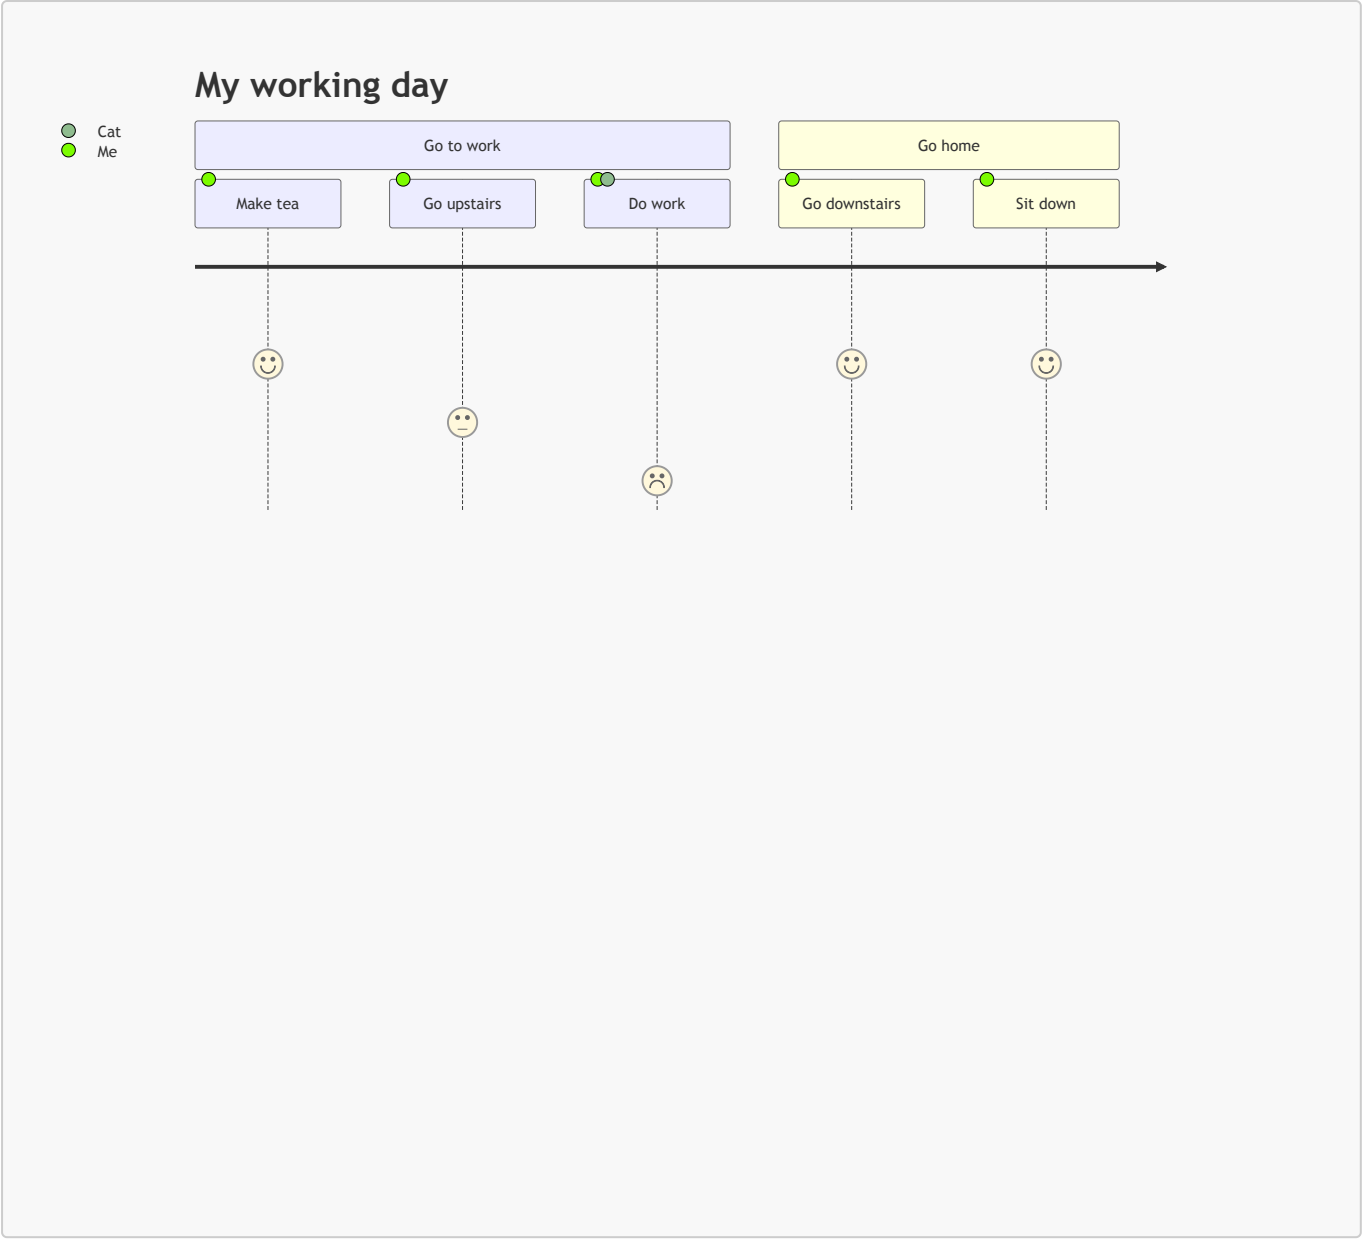 My working day
Cat
Me
Go to work
Go home
Make tea
Go upstairs
Do work
Go downstairs
Sit down